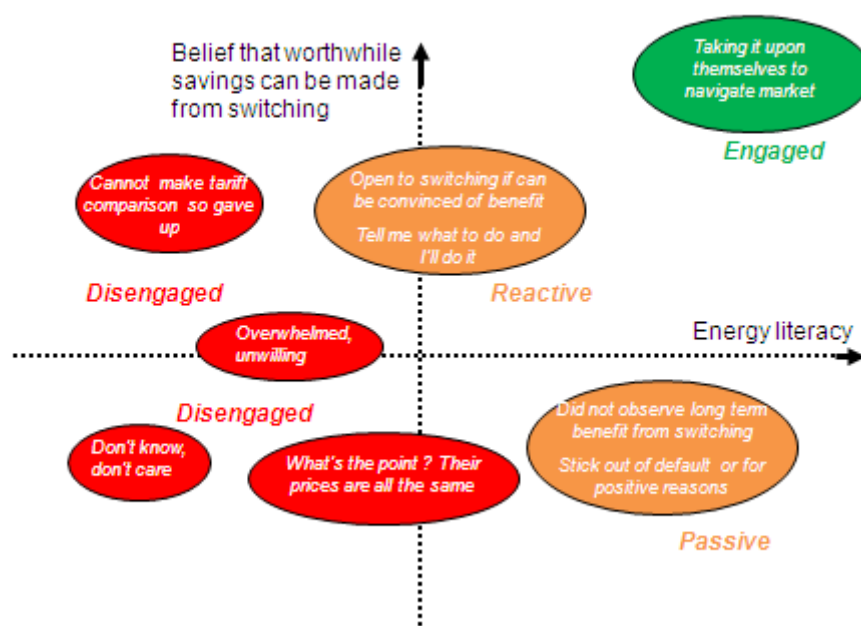 Belief that worthwhile
savings can be made
from switching
Taking it upon
themselves to
navigate market
Engaged
Cannot make tariff
comparison so gave
up
Open to switching if can
be convinced of benefit
Tell me what to do and
I'll do it
Disengaged
Reactive
Overwhelmed,
unwilling
Energy literacy
Disengaged
Did not observe long term
benefit from switching
Stick out of default or for
positive reasons
Don't know,
don't care
What's the point ? Their
prices are all the same
Passive